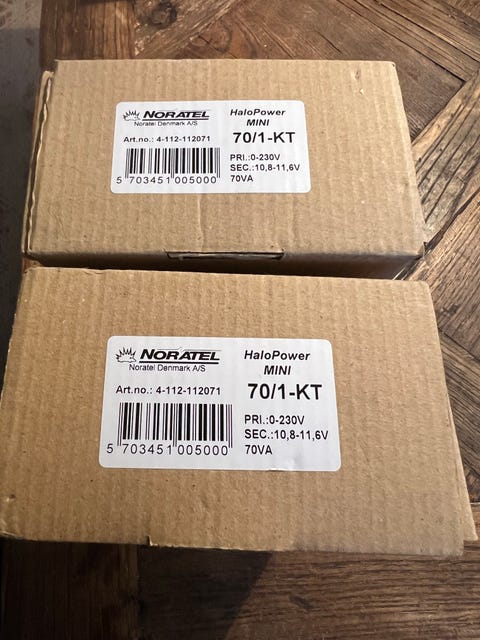 NORATEL
Noratel Denmark A/S
Art.no.: 4-112-112071
5 703451 005000
HaloPower
MINI
70/1-KT
PRI.:0-230V
SEC.:10,8-11,6V
70VA
NORATEL
Noratel Denmark A/S
Art.no.: 4-112-112071
5 703451 005000
HaloPower
MINI
70/1-KT
PRI.:0-230V
SEC.:10,8-11,6V
70VA